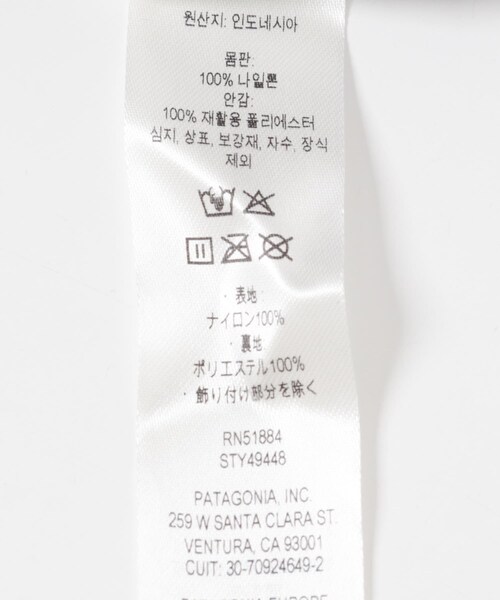 원산지: 인도네시아
몸판:
100% 나일론
안감:
100% 재활용 폴리에스터
심지, 상표, 보강재, 자수, 장식
제외
· 表地
ナイロン100%
· 裏地
ポリエステル100%
· 飾り付け部分を除く
RN51884
STY49448
PATAGONIA, INC.
259 W SANTA CLARA ST.
VENTURA, CA 93001
CUIT: 30-70924649-2
PATAGONIA EUROPE